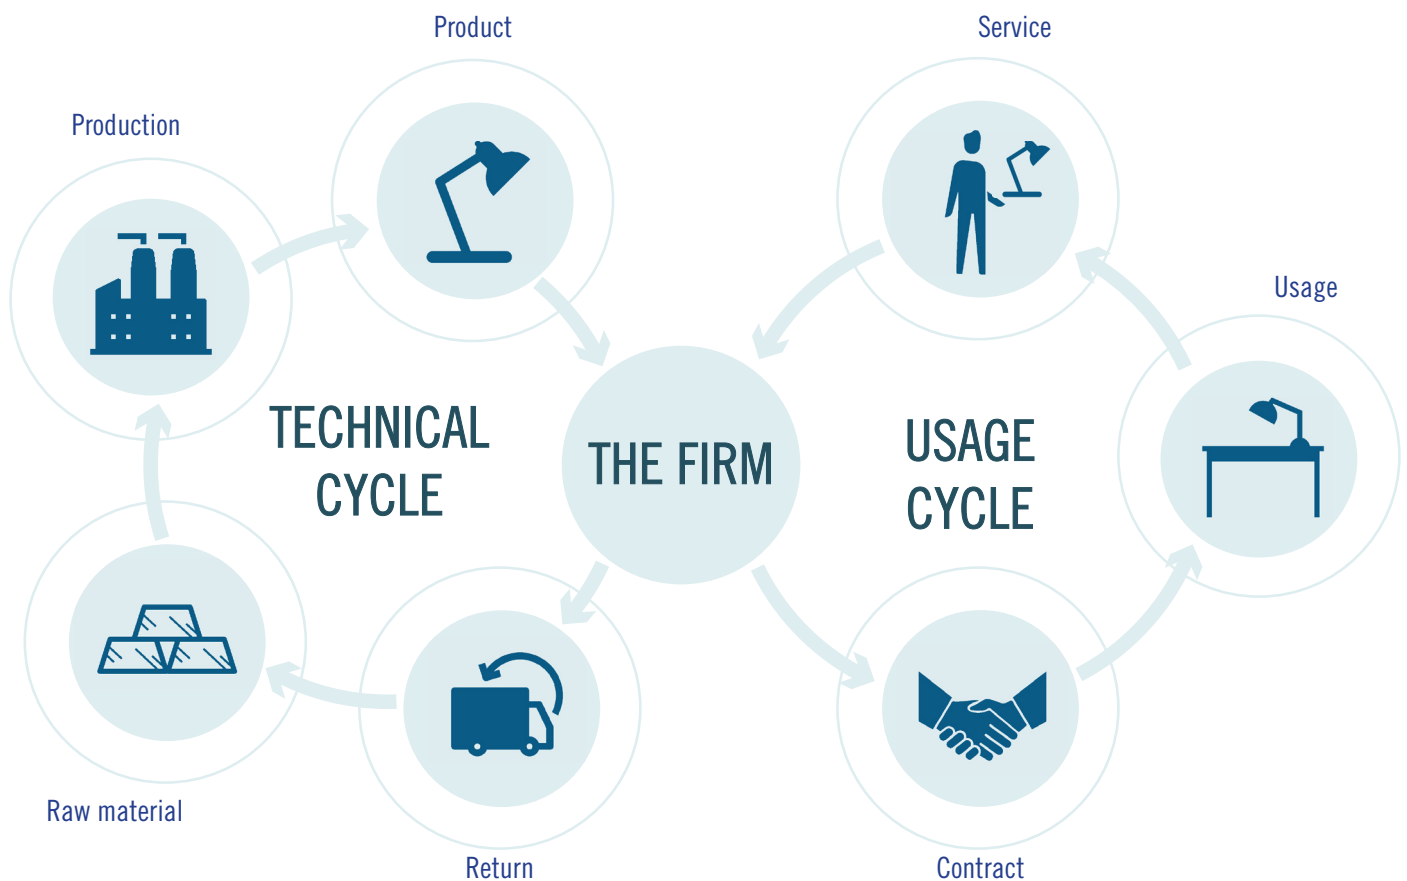 Product
Service
Production
Usage
TECHNICAL
CYCLE
THE FIRM
USAGE
CYCLE
Raw material
Return
Contract